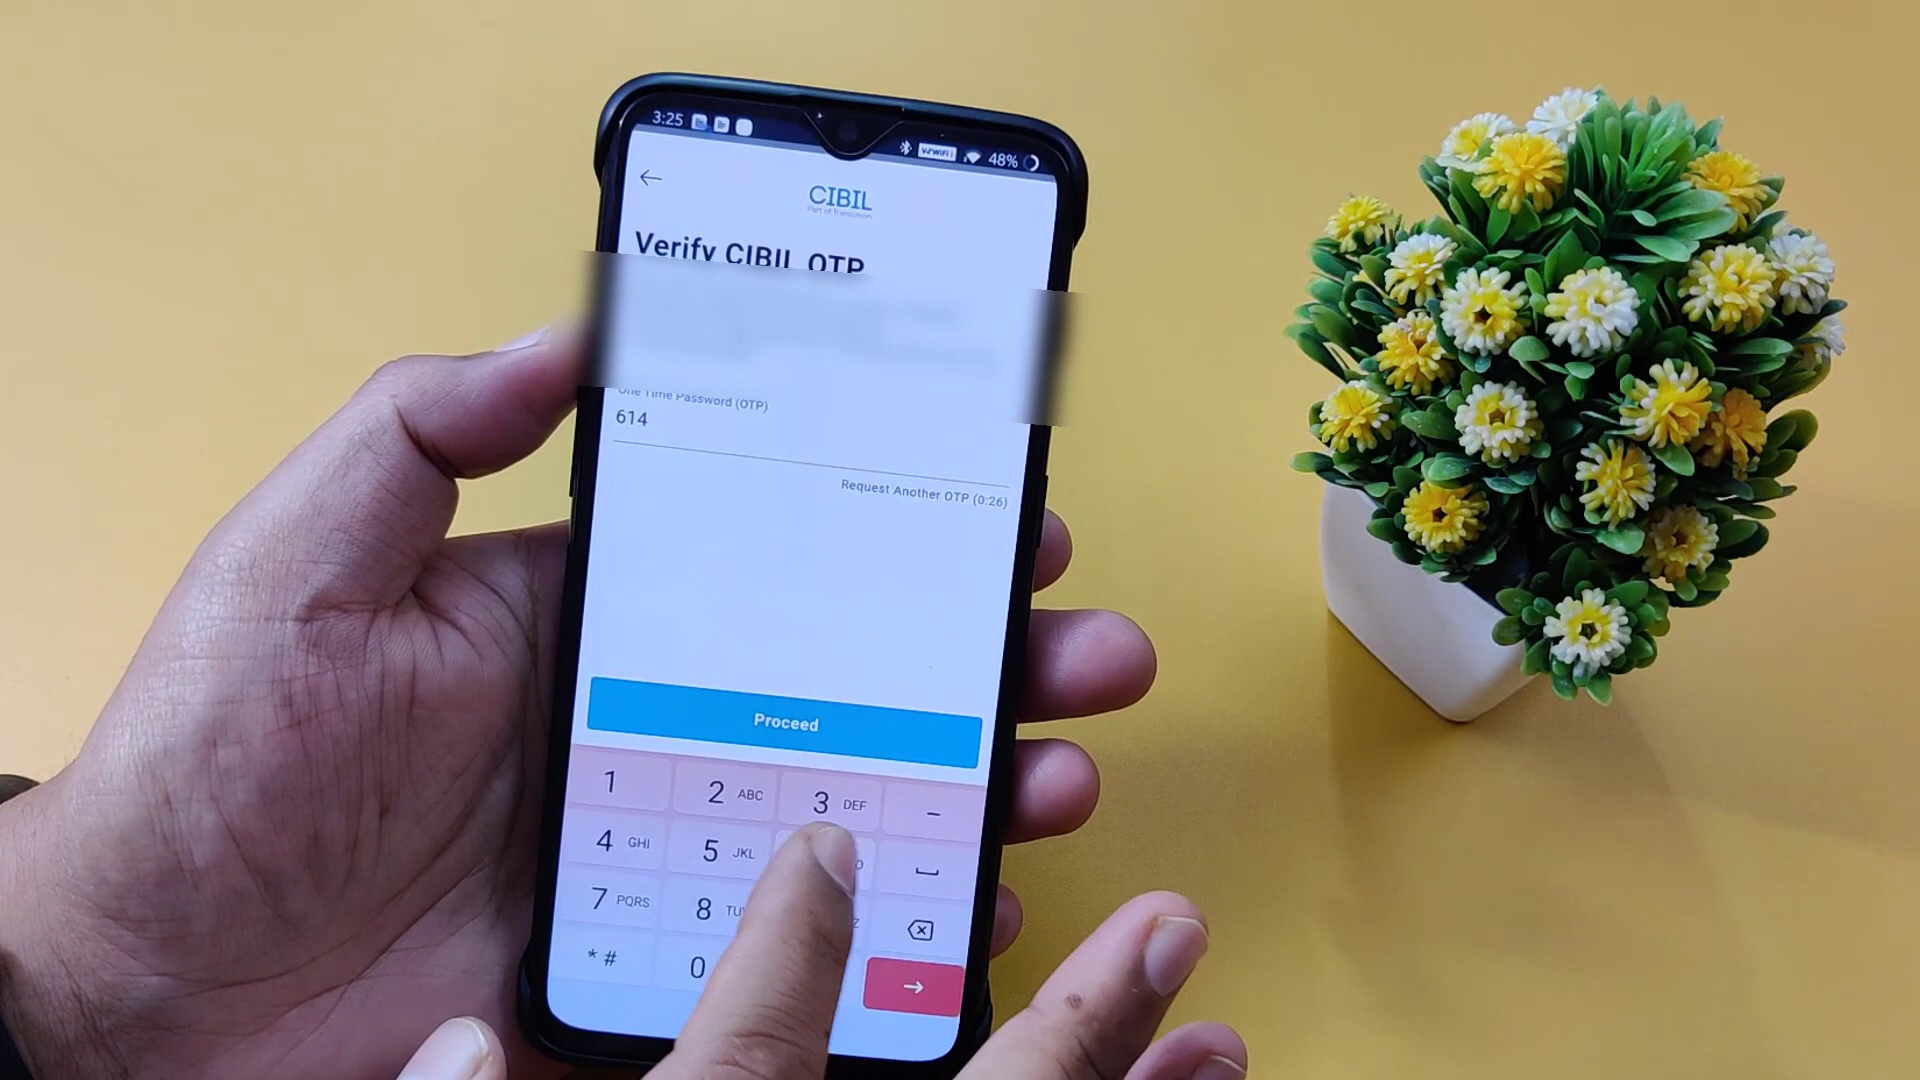 3:25 48%
CIBIL
Part of TransUnion
Verify CIBIL OTP
One Time Password (OTP)
614
Request Another OTP (0:26)
Proceed
1 2 ABC 3 DEF –
4 GHI 5 JKL
7 PQRS 8 TU
* # 0